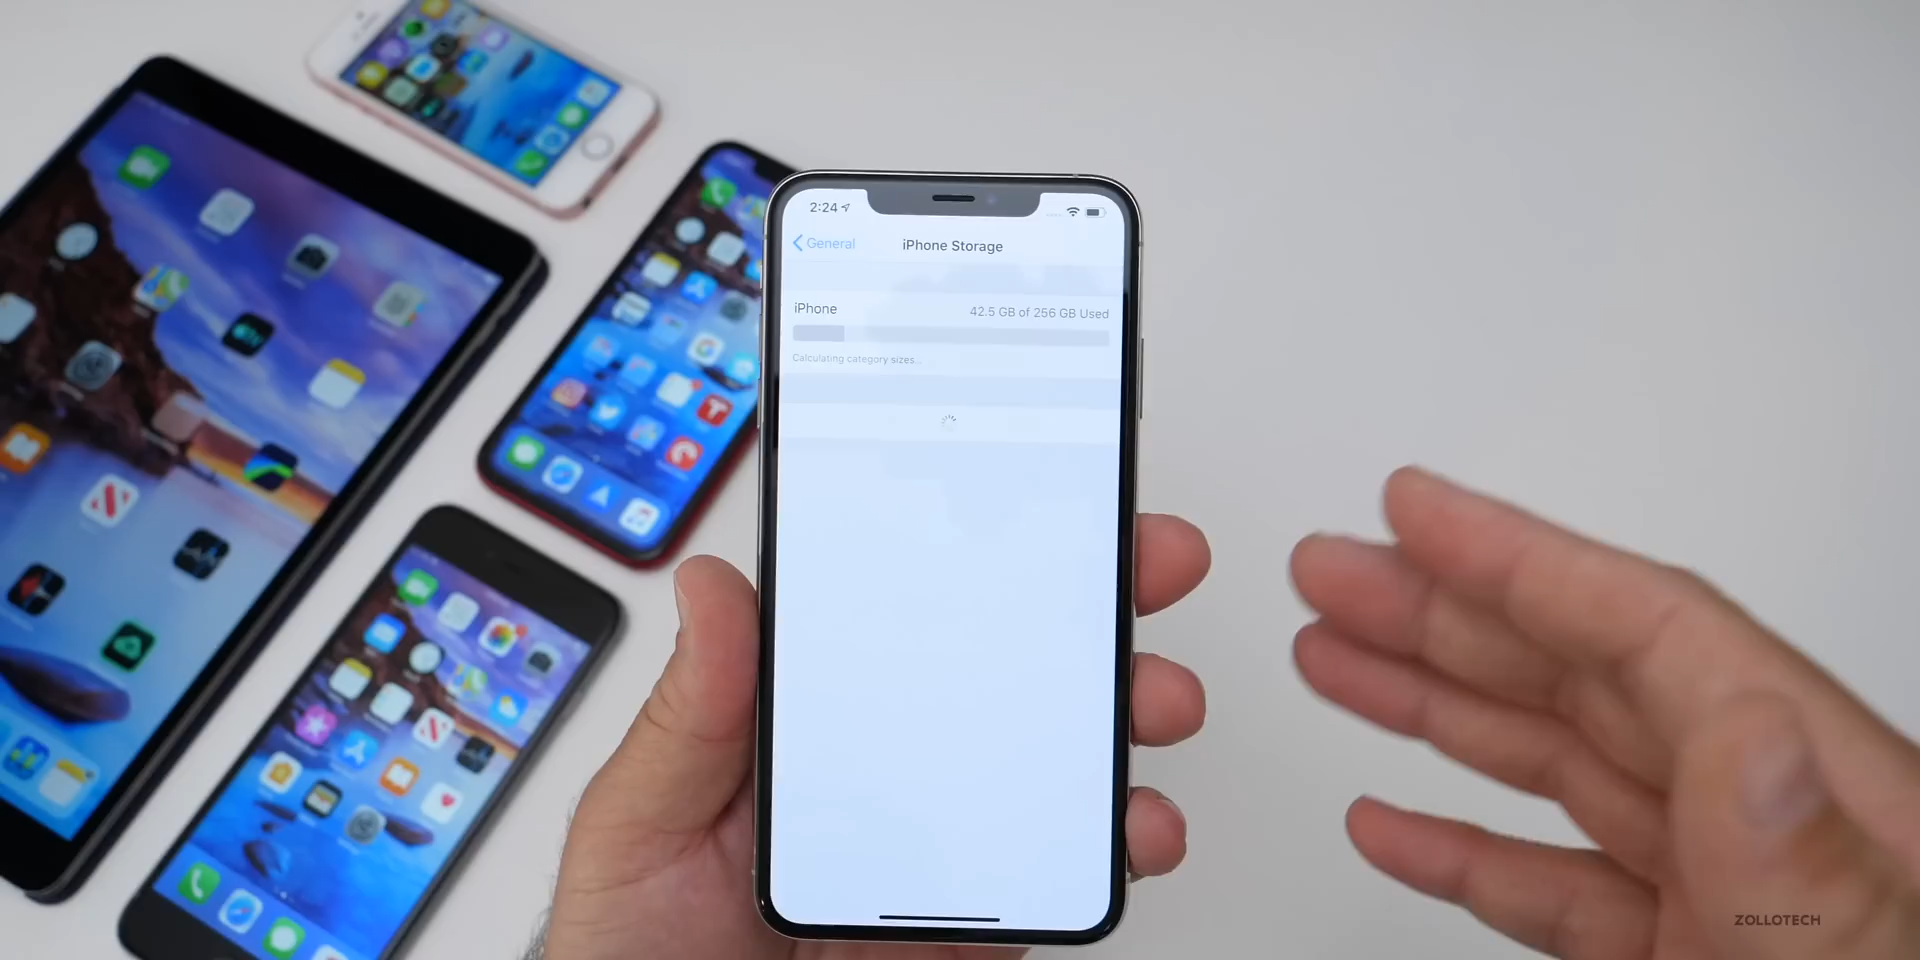 2:24
General
iPhone Storage
iPhone
42.5 GB of 256 GB Used
Calculating category sizes...
ZOLLOTECH